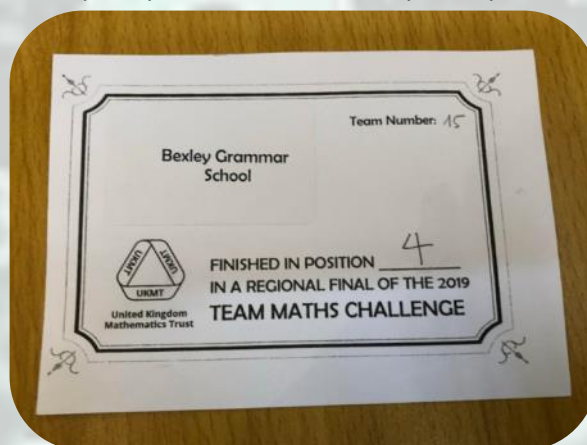 Team Number: 15
Bexley Grammar
School
FINISHED IN POSITION 4
IN A REGIONAL FINAL OF THE 2019
TEAM MATHS CHALLENGE
UKMT
UKMT
UKMT
United Kingdom
Mathematics Trust